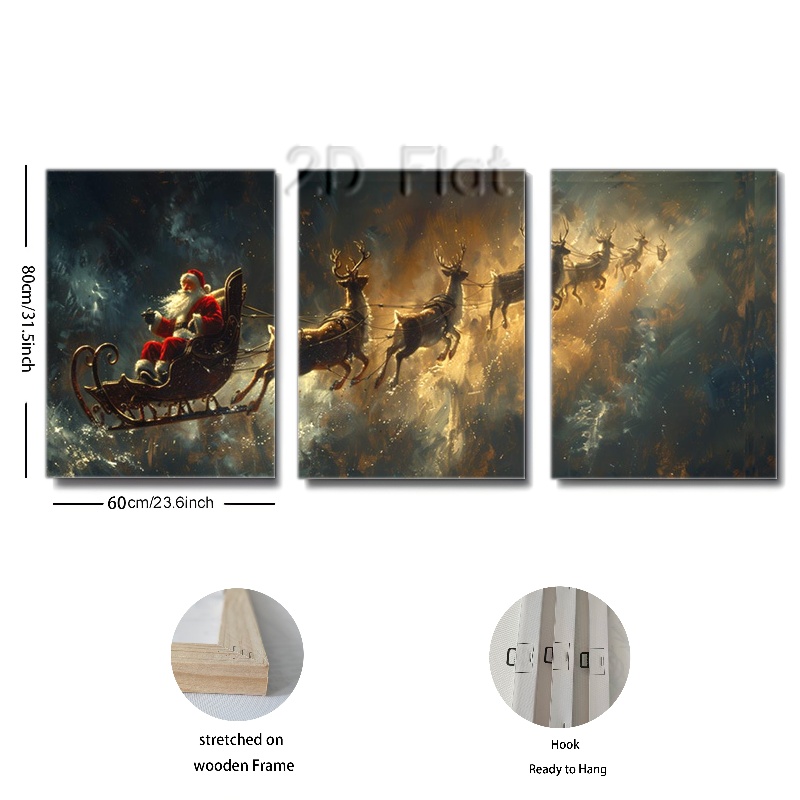 2D Flat
80cm/31.5inch
60cm/23.6inch
stretched on
wooden Frame
Hook
Ready to Hang